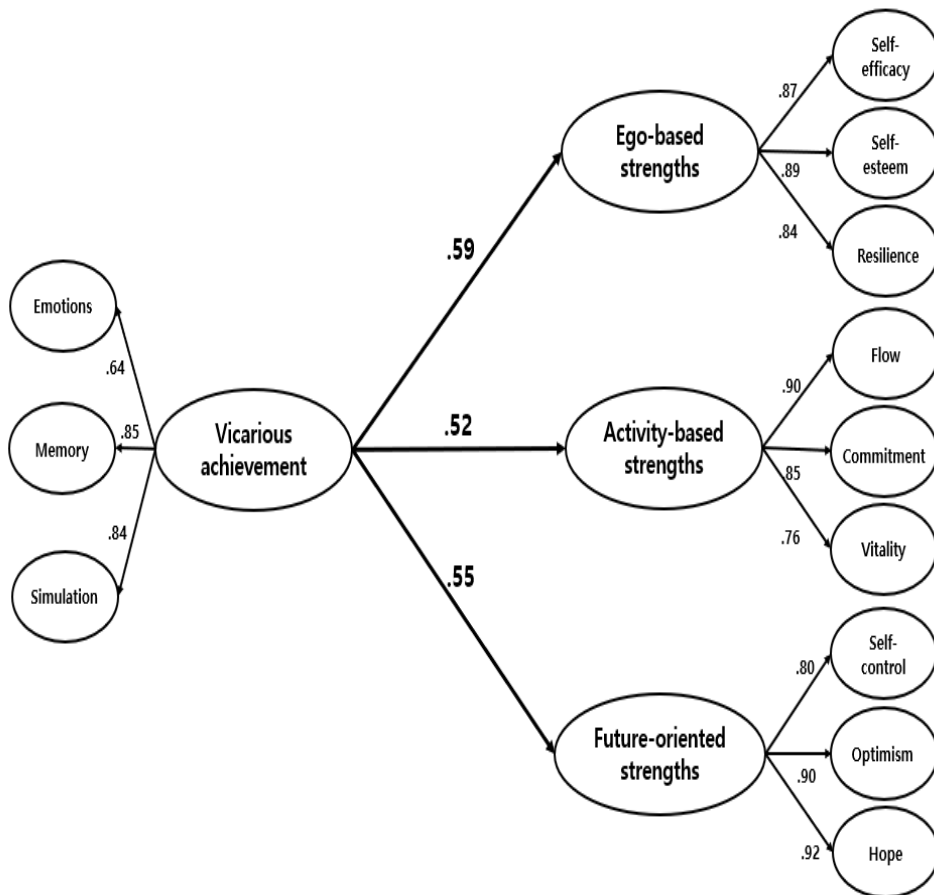 Self-
efficacy
.87
Ego-based
strengths
Self-
esteem
.89
.84
Resilience
.59
Emotions
.64
Flow
.90
Vicarious
achievement
.85
Memory
.52
Activity-based
strengths
Commitment
.85
.84
.76
Vitality
Simulation
.55
Self-
control
.80
Future-oriented
strengths
Optimism
.90
.92
Hope